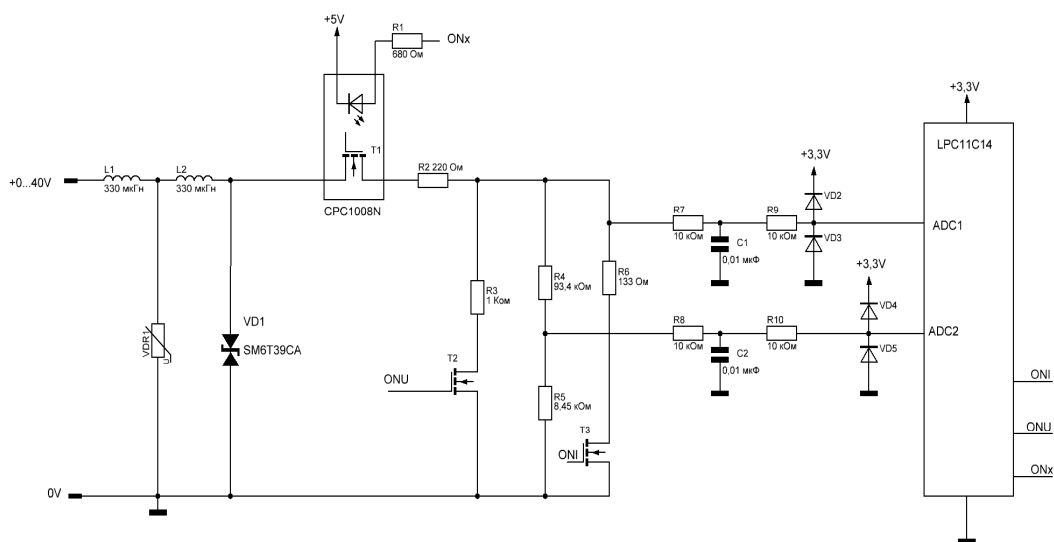 +5V
R1
680 Ом
ONx
T1
CPC1008N
+0...40V
L1
330 мкГн
L2
330 мкГн
R2 220 Ом
+3,3V
LPC11C14
+3,3V
VD2
R7
10 кОм
R9
10 кОм
VD3
ADC1
C1
0,01 мкФ
R6
133 Ом
R4
93,4 кОм
R3
1 Ком
+3,3V
VD4
R8
10 кОм
R10
10 кОм
VD5
ADC2
C2
0,01 мкФ
VDR1
U
VD1
SM6T39CA
T2
ONU
R5
8,45 кОм
T3
ONI
ONI
ONU
ONx
0V